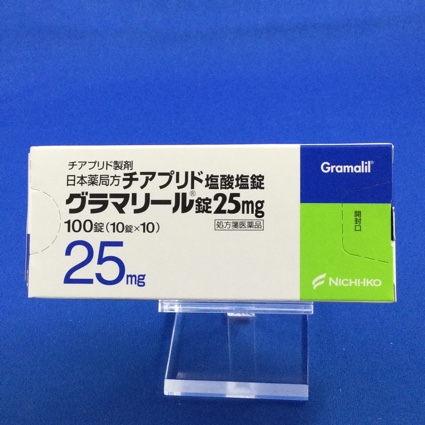 チアプリド製剤
日本薬局方チアプリド塩酸塩錠
グラマリール®錠25mg
100錠(10錠×10)
処方箋医薬品
25mg
Gramalil®
開封口
NICHI-IKO